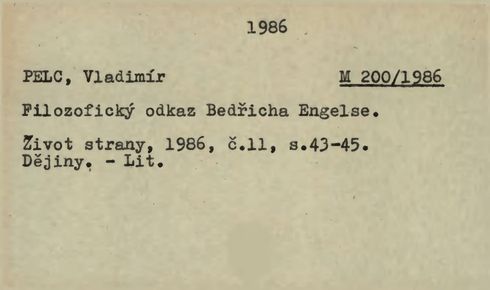 1986
PELC, Vladimír M 200/1986
Filozofický odkaz Bedřicha Engelse.
Život strany, 1986, č.11, s.43-45.
Dějiny. - Lit.